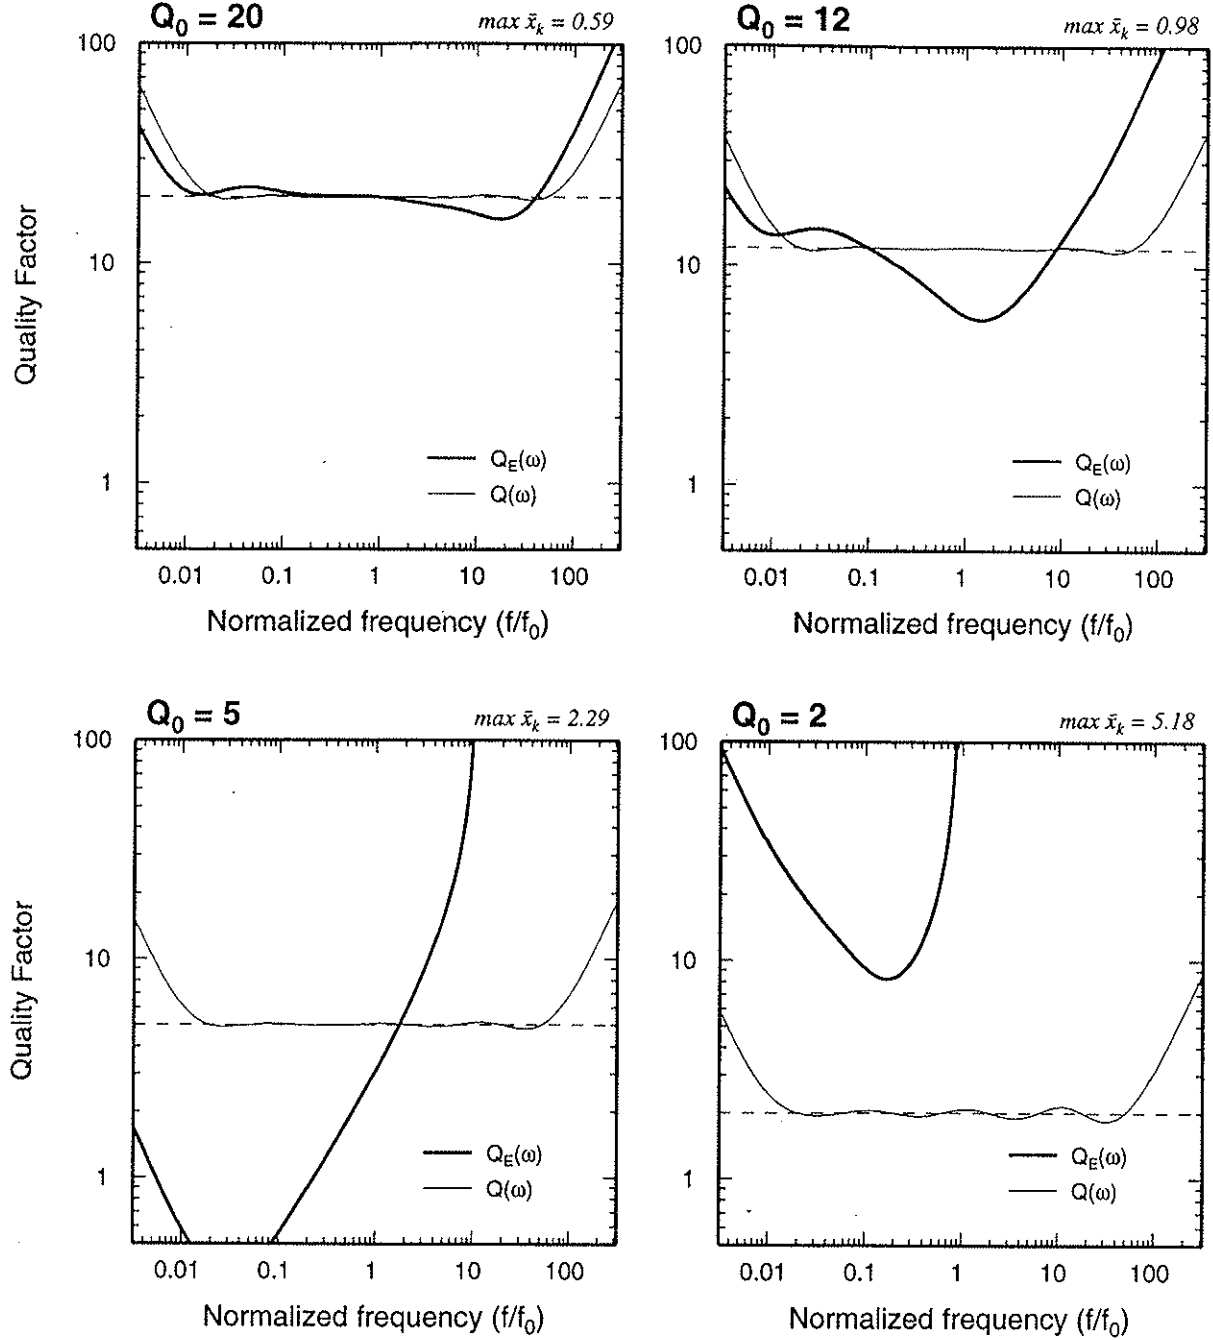 Q₀ = 20
max x̄ₖ = 0.59
100
10
1
Quality Factor
Q_E(ω)
Q(ω)
0.01 0.1 1 10 100
Normalized frequency (f/f₀)
Q₀ = 12
max x̄ₖ = 0.98
100
10
1
Q_E(ω)
Q(ω)
0.01 0.1 1 10 100
Normalized frequency (f/f₀)
Q₀ = 5
max x̄ₖ = 2.29
100
10
1
Quality Factor
Q_E(ω)
Q(ω)
0.01 0.1 1 10 100
Normalized frequency (f/f₀)
Q₀ = 2
max x̄ₖ = 5.18
100
10
1
Q_E(ω)
Q(ω)
0.01 0.1 1 10 100
Normalized frequency (f/f₀)